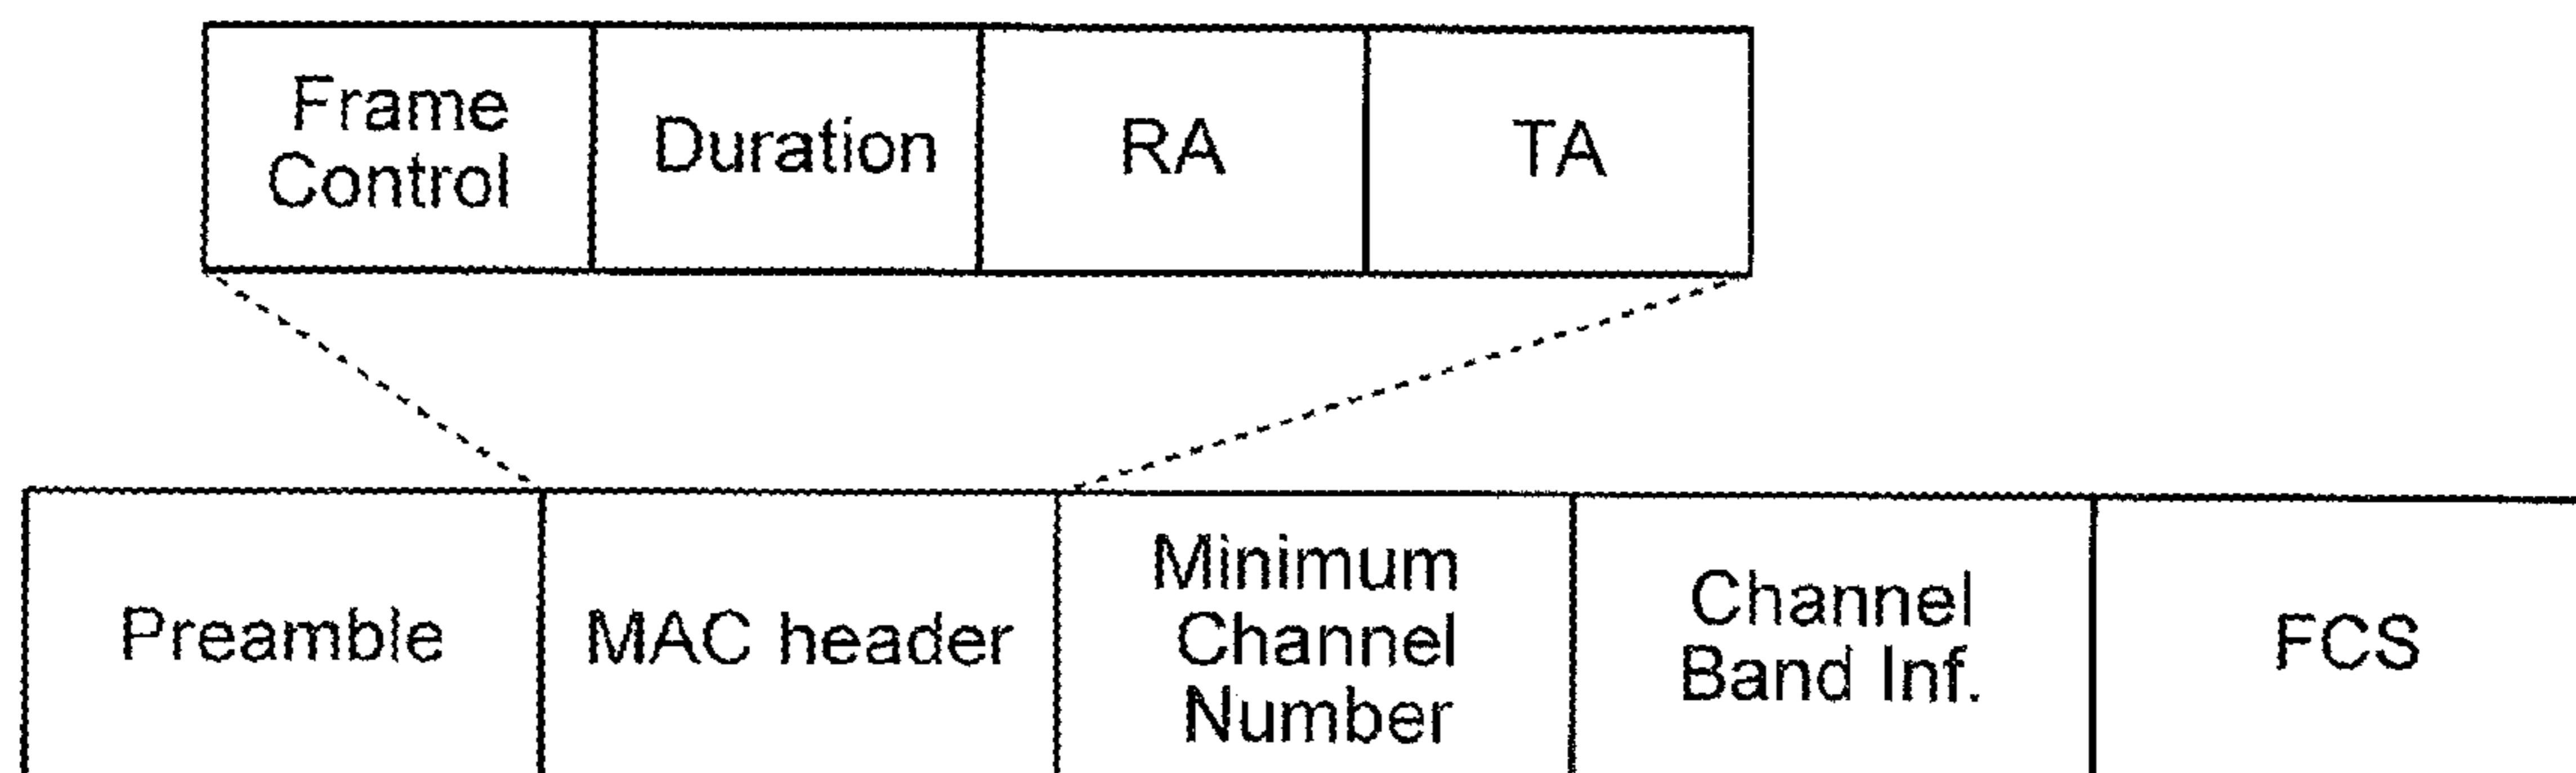 Frame
Control
Duration
RA
TA
Preamble
MAC header
Minimum
Channel
Number
Channel
Band Inf.
FCS